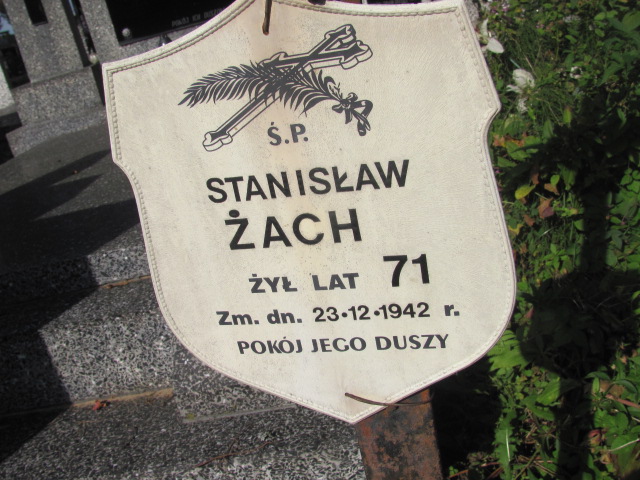 Ś.P.
STANISŁAW
ŻACH
ŻYŁ LAT 71
Zm. dn. 23·12·1942 r.
POKÓJ JEGO DUSZY